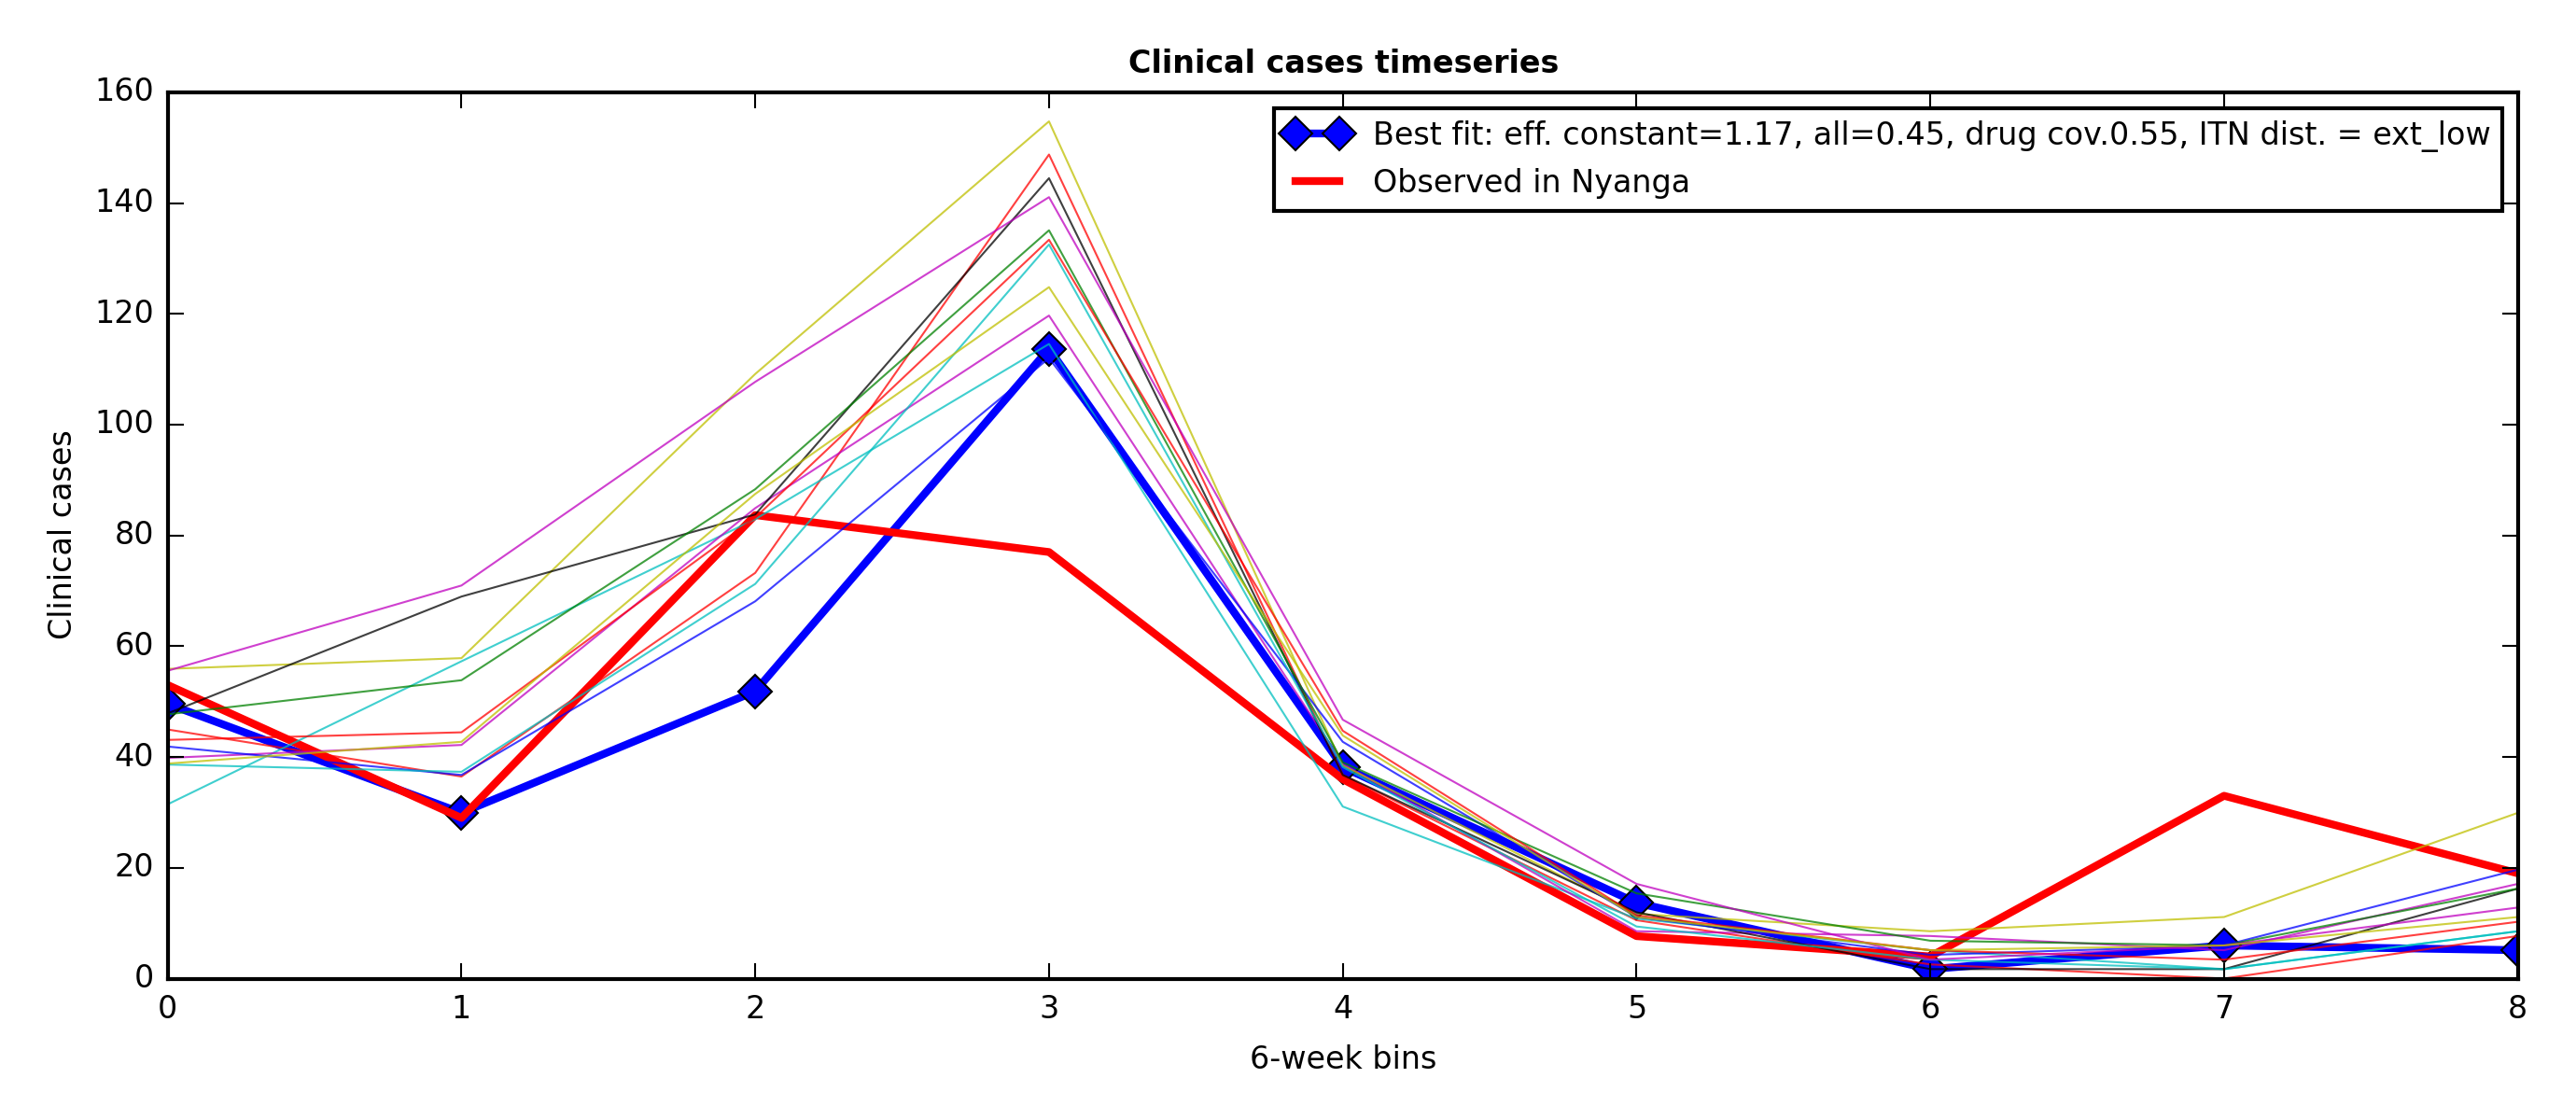 Clinical cases timeseries
160
140
120
100
80
60
40
20
0
Clinical cases
Best fit: eff. constant=1.17, all=0.45, drug cov.0.55, ITN dist. = ext_low
Observed in Nyanga
0 1 2 3 4 5 6 7 8
6-week bins